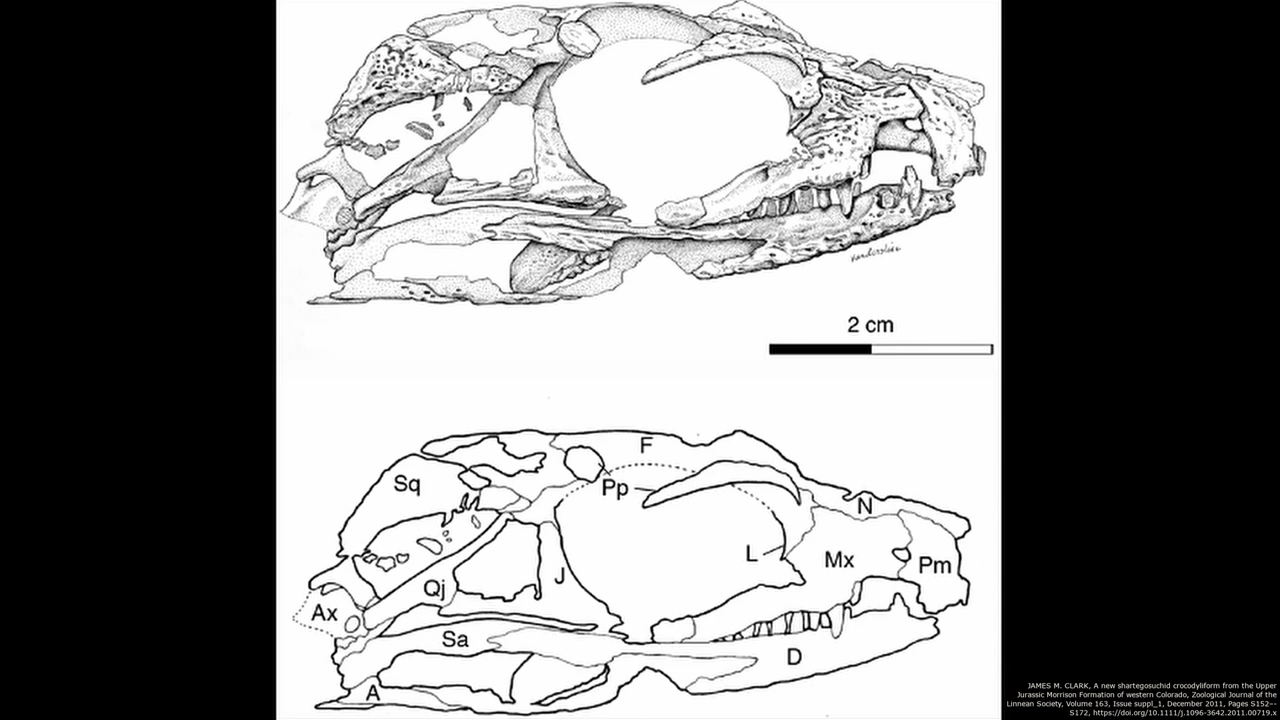 2 cm
F
Pp
Sq
N
L
Mx
Pm
J
Qj
Ax
Sa
D
A
JAMES M. CLARK, A new shartegosuchid crocodyliform from the Upper
Jurassic Morrison Formation of western Colorado, Zoological Journal of the
Linnean Society, Volume 163, Issue suppl_1, December 2011, Pages S152–
S172, https://doi.org/10.1111/j.1096-3642.2011.00719.x